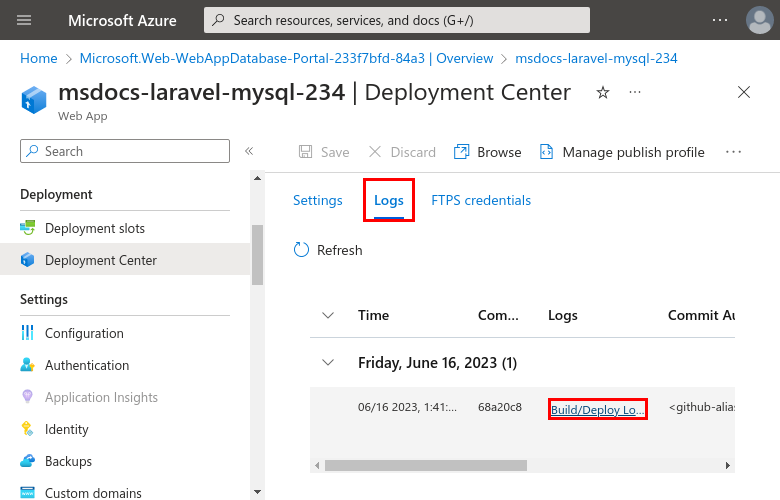 Microsoft Azure
Search resources, services, and docs (G+/)
Home > Microsoft.Web-WebAppDatabase-Portal-233f7bfd-84a3 | Overview > msdocs-laravel-mysql-234
msdocs-laravel-mysql-234 | Deployment Center
Web App
Search
Save
Discard
Browse
Manage publish profile
Deployment
Deployment slots
Deployment Center
Settings
Configuration
Authentication
Application Insights
Identity
Backups
Custom domains
Settings
Logs
FTPS credentials
Refresh
Time Com... Logs Commit Au
Friday, June 16, 2023 (1)
06/16 2023, 1:41:... 68a20c8 Build/Deploy Lo... <github-alias